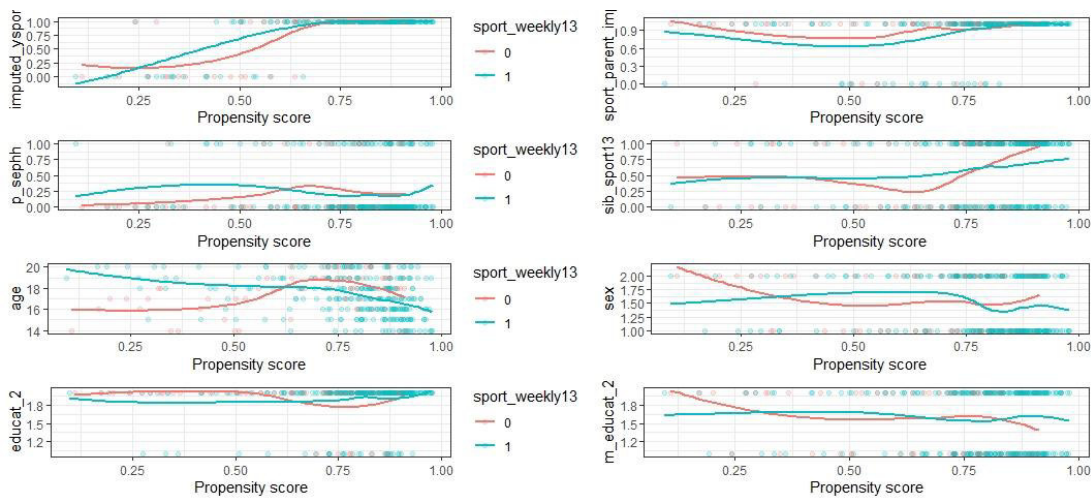 imputed_yspor
1.00
0.75
0.50
0.25
0.00
0.25 0.50 0.75 1.00
Propensity score
sport_weekly13
0
1
sport_parent_imp
0.9
0.6
0.3
0.0
0.25 0.50 0.75 1.00
Propensity score
p_sephh
1.00
0.75
0.50
0.25
0.00
0.25 0.50 0.75 1.00
Propensity score
sport_weekly13
0
1
sib_sport13
1.00
0.75
0.50
0.25
0.00
0.25 0.50 0.75 1.00
Propensity score
age
20
18
16
14
0.25 0.50 0.75 1.00
Propensity score
sport_weekly13
0
1
sex
2.00
1.75
1.50
1.25
1.00
0.25 0.50 0.75 1.00
Propensity score
educat_2
1.8
1.5
1.2
0.25 0.50 0.75 1.00
Propensity score
sport_weekly13
0
1
m_educat_2
1.8
1.5
1.2
0.25 0.50 0.75 1.00
Propensity score